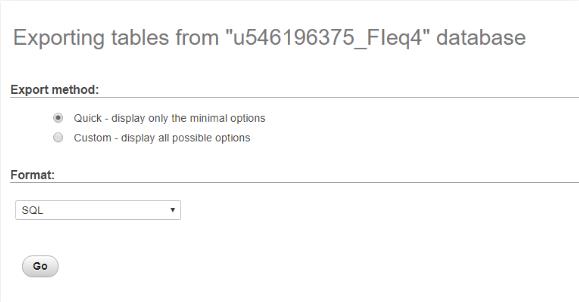 Exporting tables from "u546196375_FIeq4" database
Export method:
Quick - display only the minimal options
Custom - display all possible options
Format:
SQL
Go